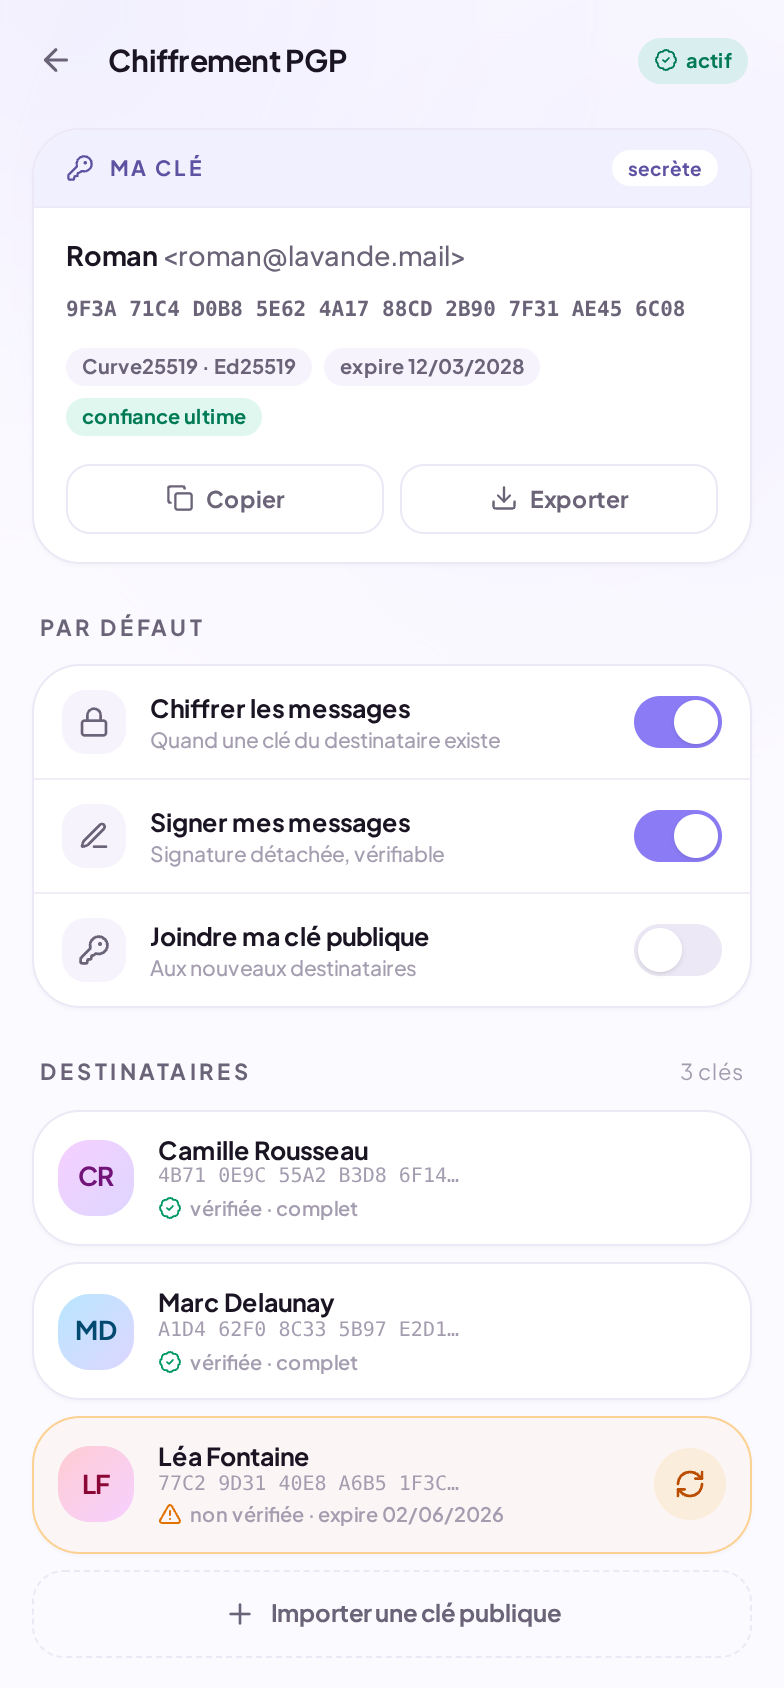 Chiffrement PGP
actif
MA CLÉ
secrète
Roman <roman@lavande.mail>
9F3A 71C4 D0B8 5E62 4A17 88CD 2B90 7F31 AE45 6C08
Curve25519 · Ed25519
expire 12/03/2028
confiance ultime
Copier
Exporter
PAR DÉFAUT
Chiffrer les messages
Quand une clé du destinataire existe
Signer mes messages
Signature détachée, vérifiable
Joindre ma clé publique
Aux nouveaux destinataires
DESTINATAIRES
3 clés
CR
Camille Rousseau
4B71 0E9C 55A2 B3D8 6F14…
vérifiée · complet
MD
Marc Delaunay
A1D4 62F0 8C33 5B97 E2D1…
vérifiée · complet
LF
Léa Fontaine
77C2 9D31 40E8 A6B5 1F3C…
non vérifiée · expire 02/06/2026
Importer une clé publique